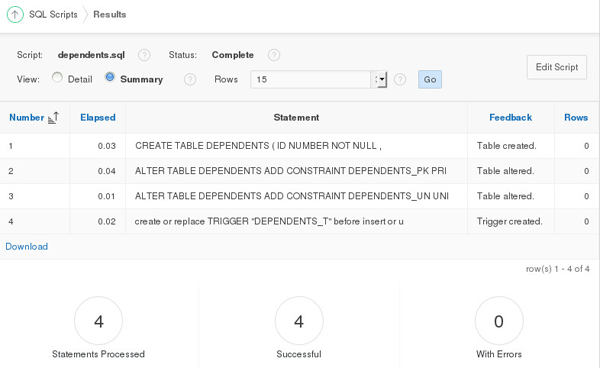 SQL Scripts Results
Script: dependents.sql ? Status: Complete ?
View: Detail Summary ? Rows 15 ? Go
Edit Script
Number Elapsed Statement Feedback Rows
1 0.03 CREATE TABLE DEPENDENTS ( ID NUMBER NOT NULL , Table created. 0
2 0.04 ALTER TABLE DEPENDENTS ADD CONSTRAINT DEPENDENTS_PK PRI Table altered. 0
3 0.01 ALTER TABLE DEPENDENTS ADD CONSTRAINT DEPENDENTS_UN UNI Table altered. 0
4 0.02 create or replace TRIGGER "DEPENDENTS_T" before insert or u Trigger created. 0
Download
row(s) 1 - 4 of 4
4 4 0
Statements Processed Successful With Errors